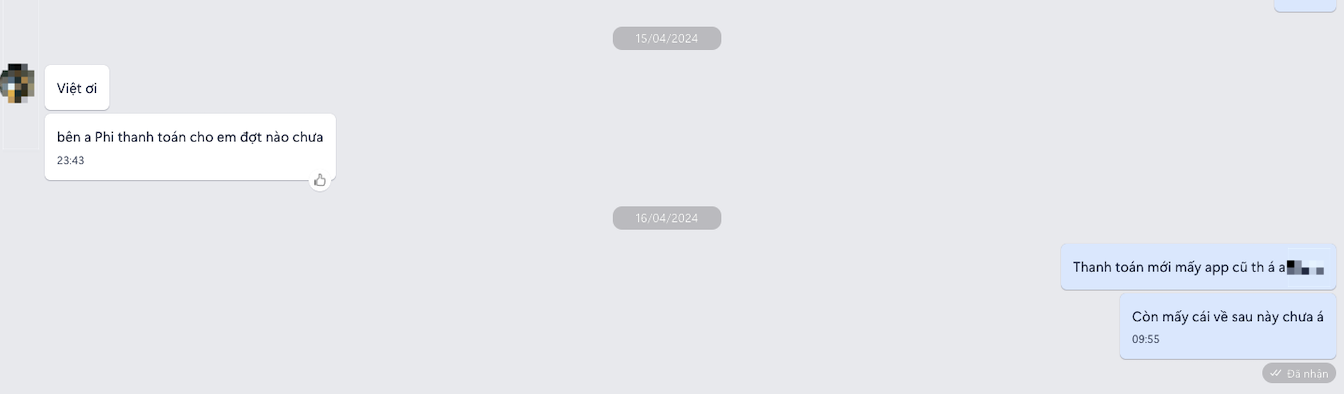 15/04/2024
Việt ơi
bên a Phi thanh toán cho em đợt nào chưa
23:43
16/04/2024
Thanh toán mới mấy app cũ th á a
Còn mấy cái về sau này chưa á
09:55
Đã nhận